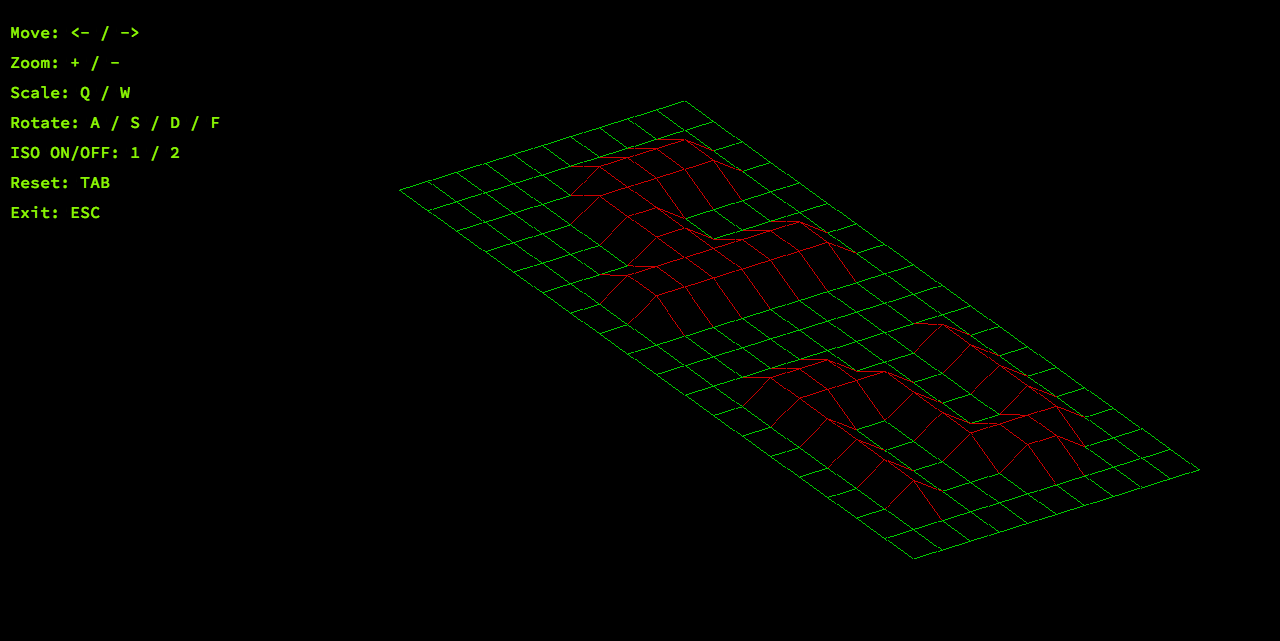 Move: <- / ->
Zoom: + / -
Scale: Q / W
Rotate: A / S / D / F
ISO ON/OFF: 1 / 2
Reset: TAB
Exit: ESC